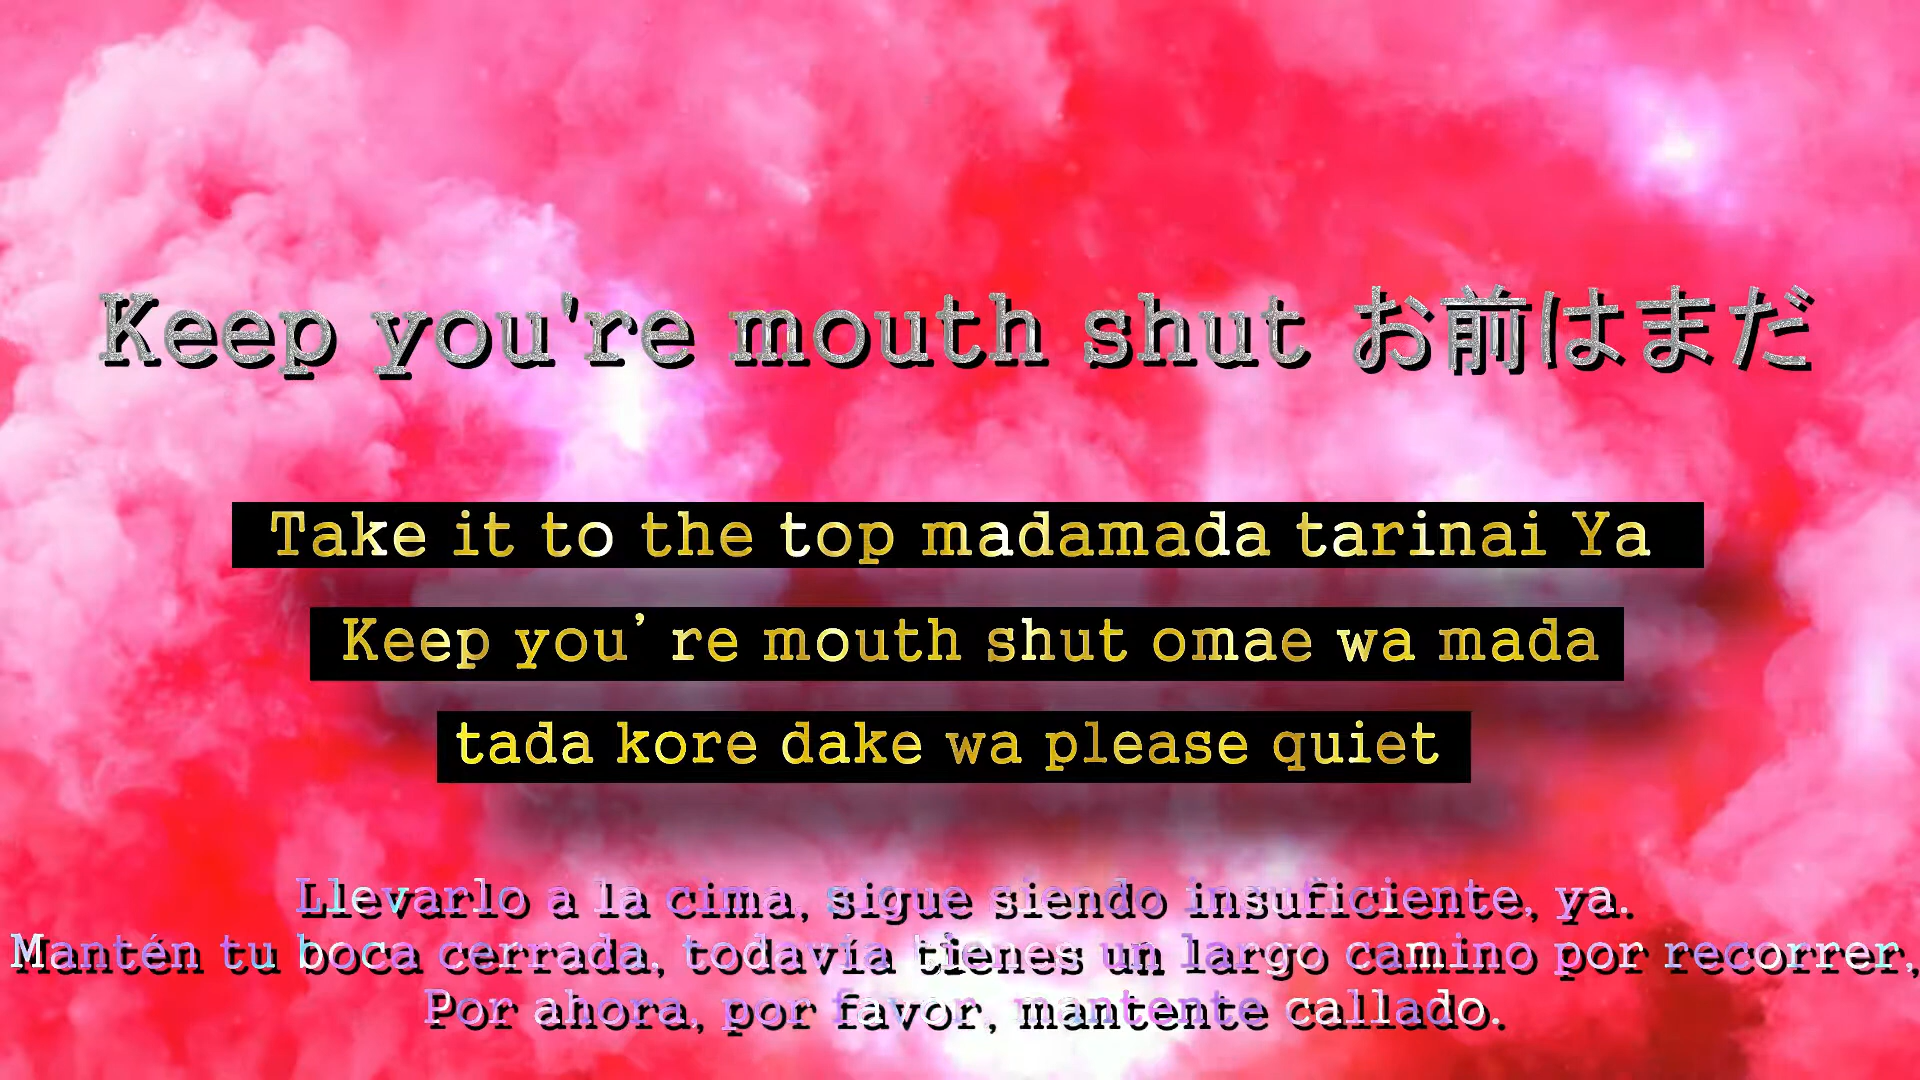 Keep you're mouth shut お前はまだ
Take it to the top madamada tarinai Ya
Keep you’re mouth shut omae wa mada
tada kore dake wa please quiet
Llevarlo a la cima, sigue siendo insuficiente, ya.
Mantén tu boca cerrada, todavía tienes un largo camino por recorrer,
Por ahora, por favor, mantente callado.